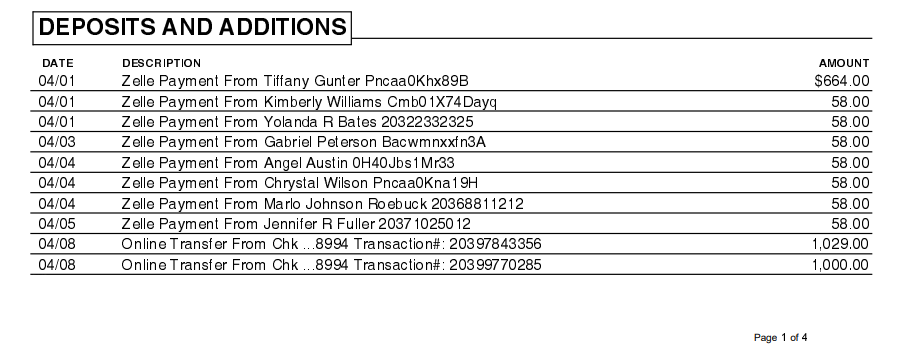 DEPOSITS AND ADDITIONS
DATE DESCRIPTION AMOUNT
04/01 Zelle Payment From Tiffany Gunter Pncaa0Khx89B $664.00
04/01 Zelle Payment From Kimberly Williams Cmb01X74Dayq 58.00
04/01 Zelle Payment From Yolanda R Bates 20322332325 58.00
04/03 Zelle Payment From Gabriel Peterson Bacwmnxxfn3A 58.00
04/04 Zelle Payment From Angel Austin 0H40Jbs1Mr33 58.00
04/04 Zelle Payment From Chrystal Wilson Pncaa0Kna19H 58.00
04/04 Zelle Payment From Marlo Johnson Roebuck 20368811212 58.00
04/05 Zelle Payment From Jennifer R Fuller 20371025012 58.00
04/08 Online Transfer From Chk ...8994 Transaction#: 20397843356 1,029.00
04/08 Online Transfer From Chk ...8994 Transaction#: 20399770285 1,000.00
Page 1 of 4